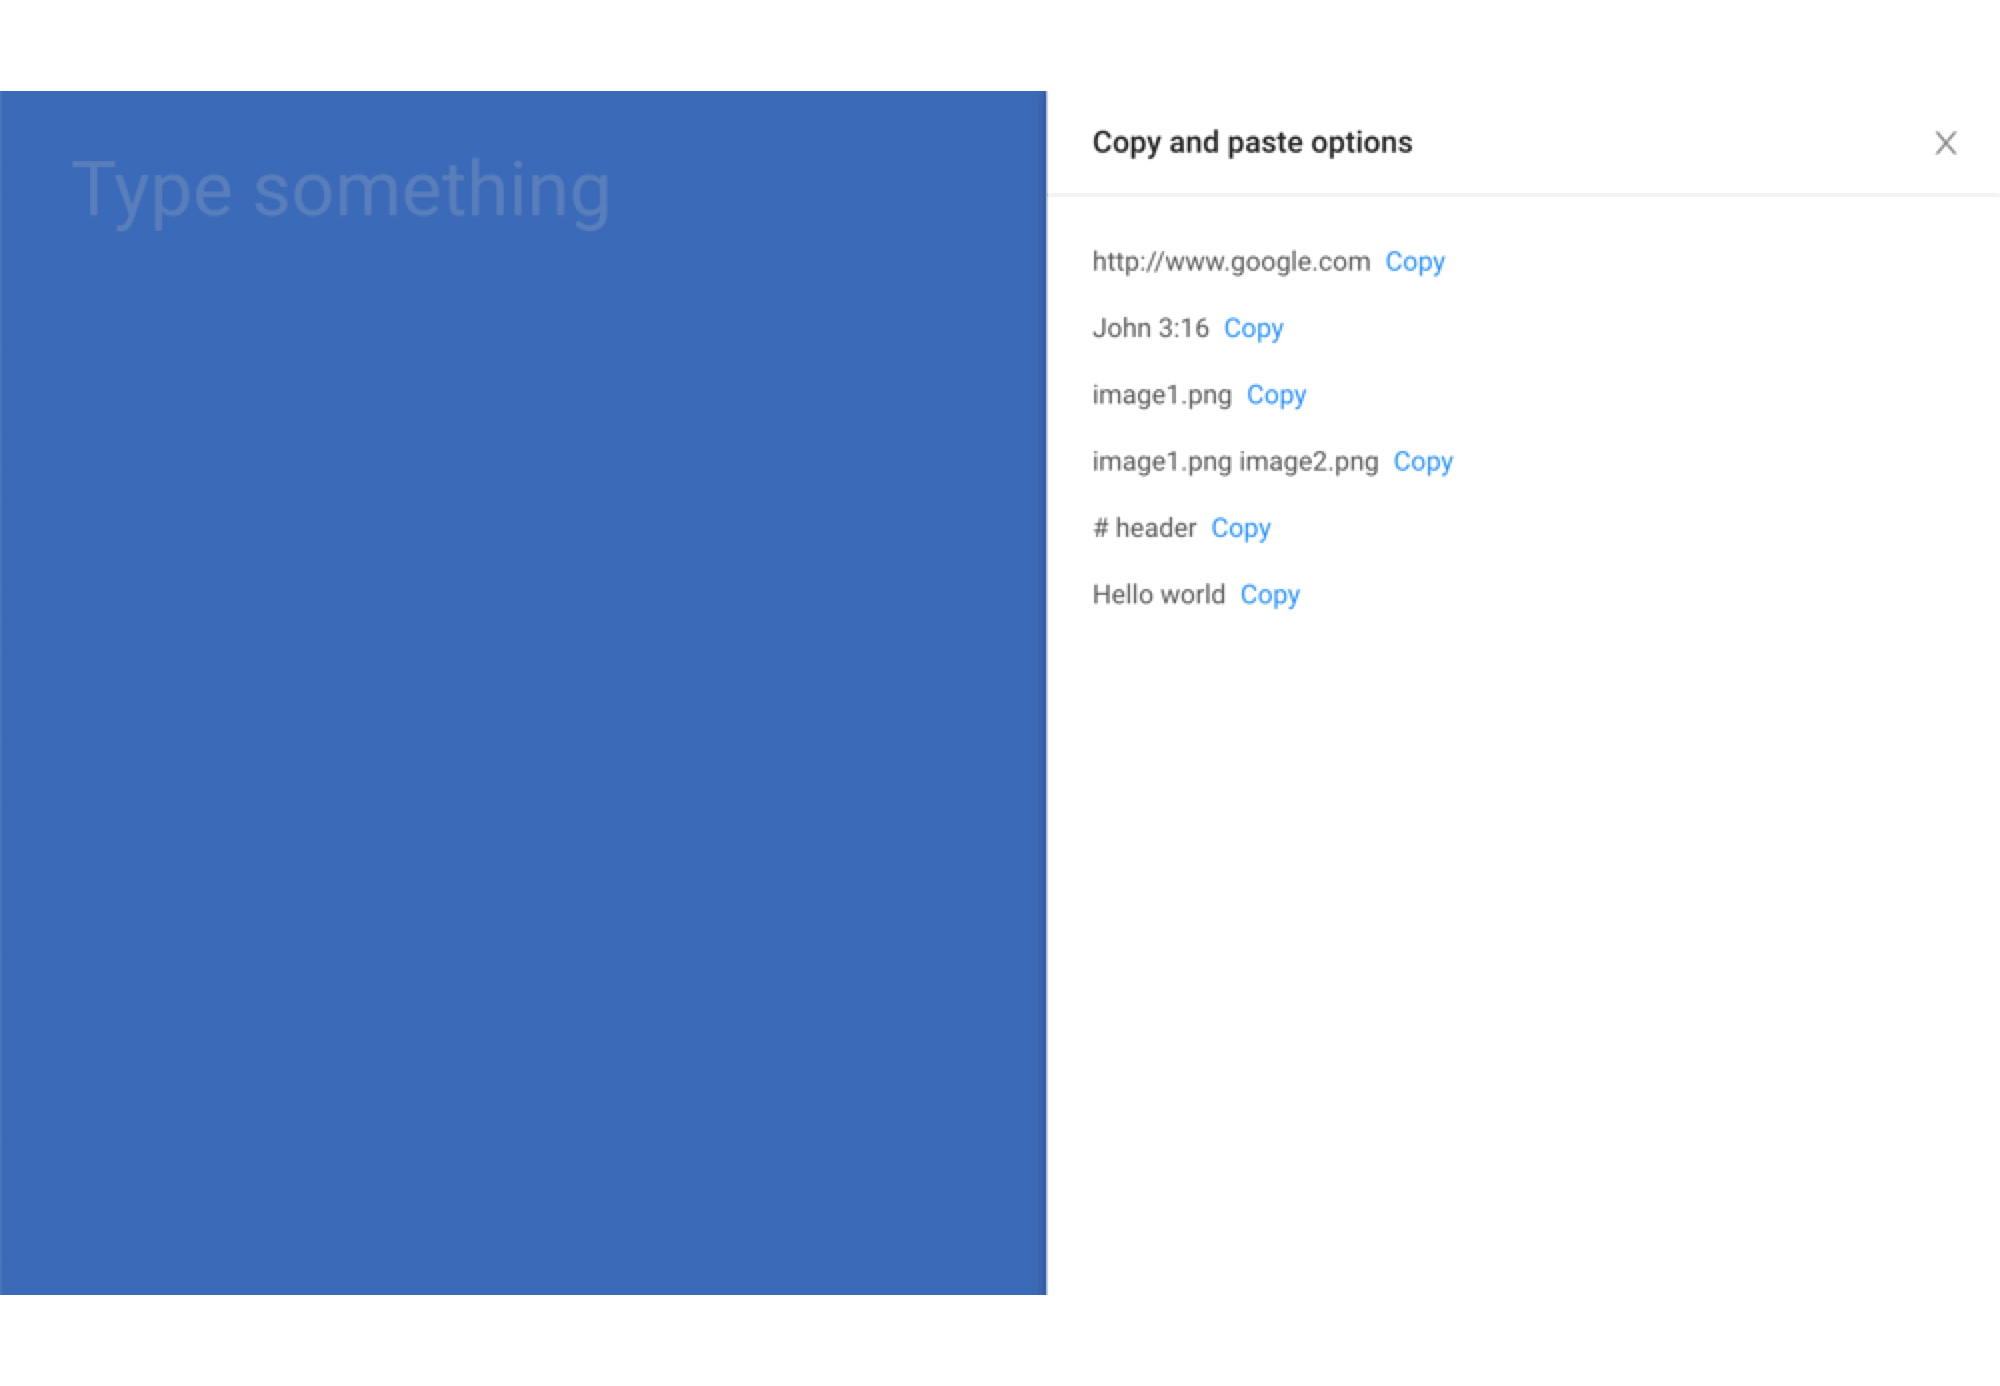 Type something
Copy and paste options
http://www.google.com Copy
John 3:16 Copy
image1.png Copy
image1.png image2.png Copy
# header Copy
Hello world Copy